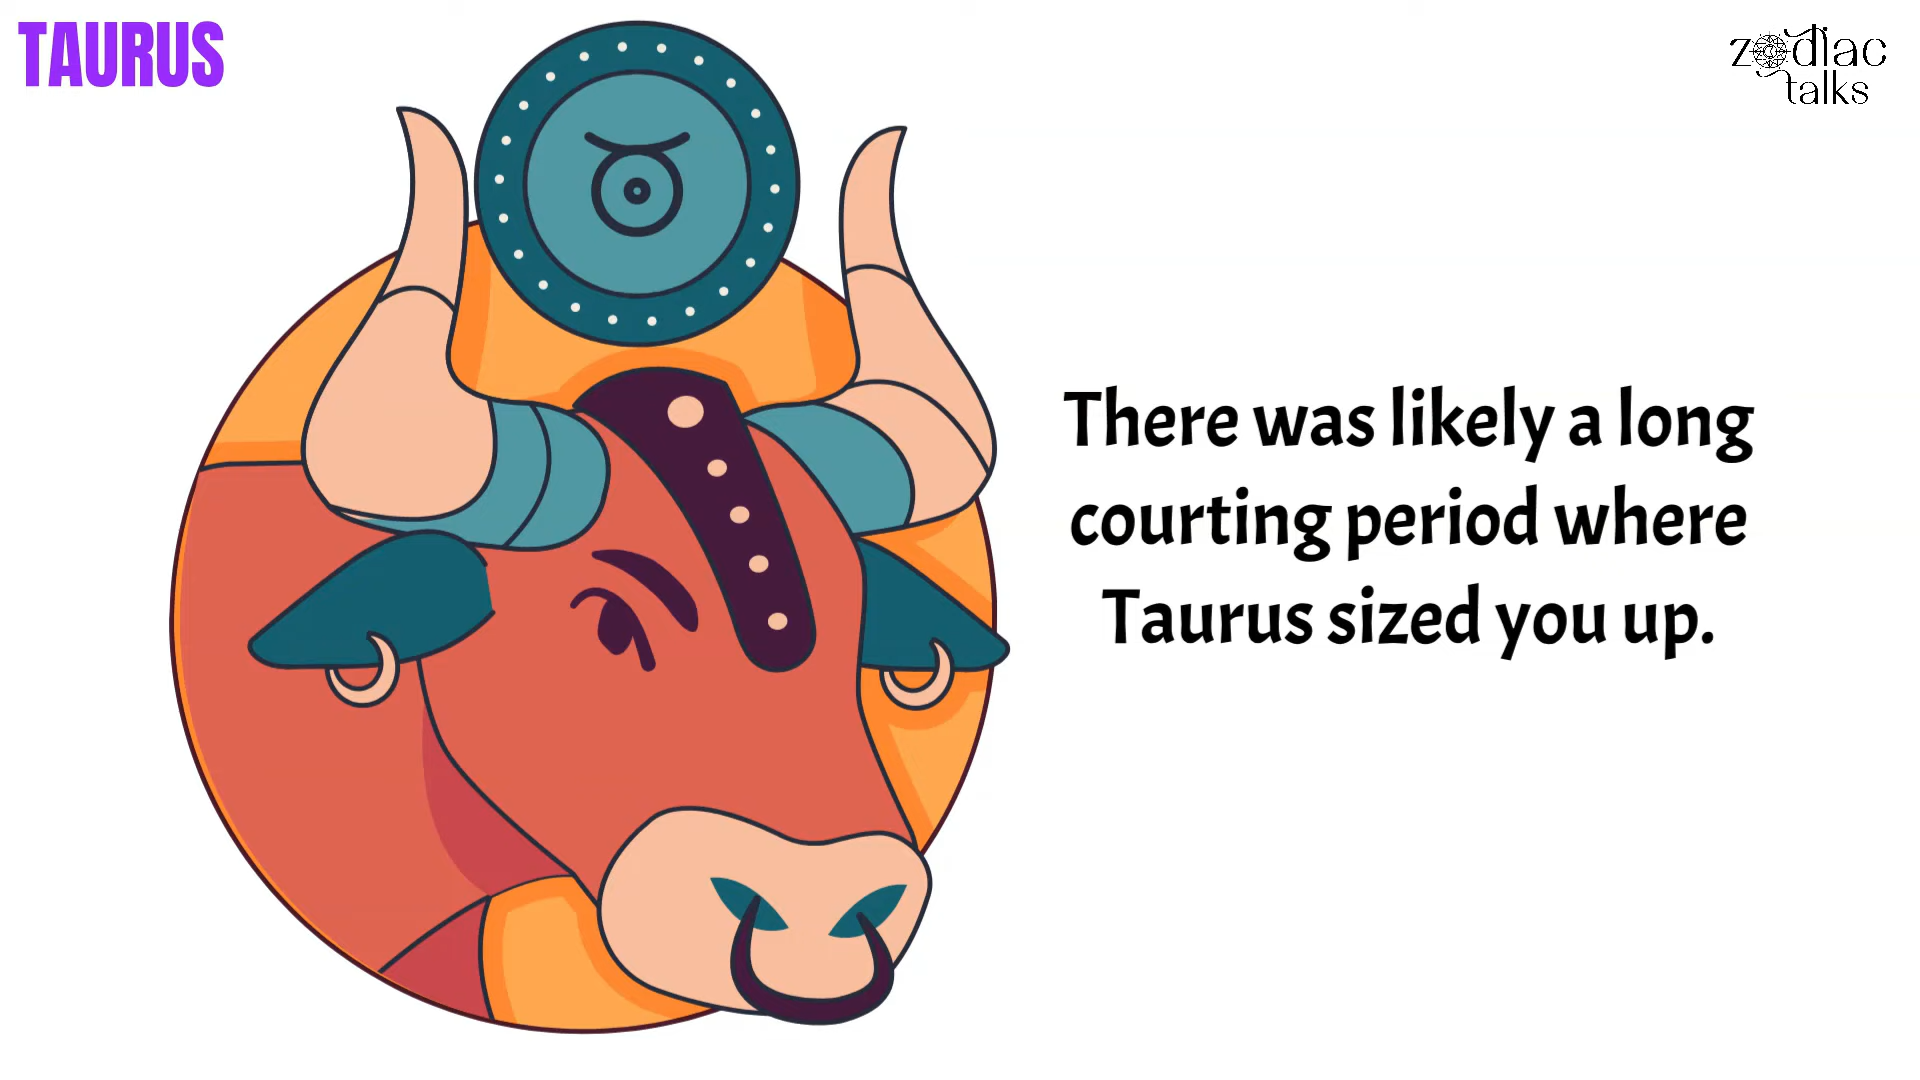 TAURUS
zodiac
talks
There was likely a long
courting period where
Taurus sized you up.